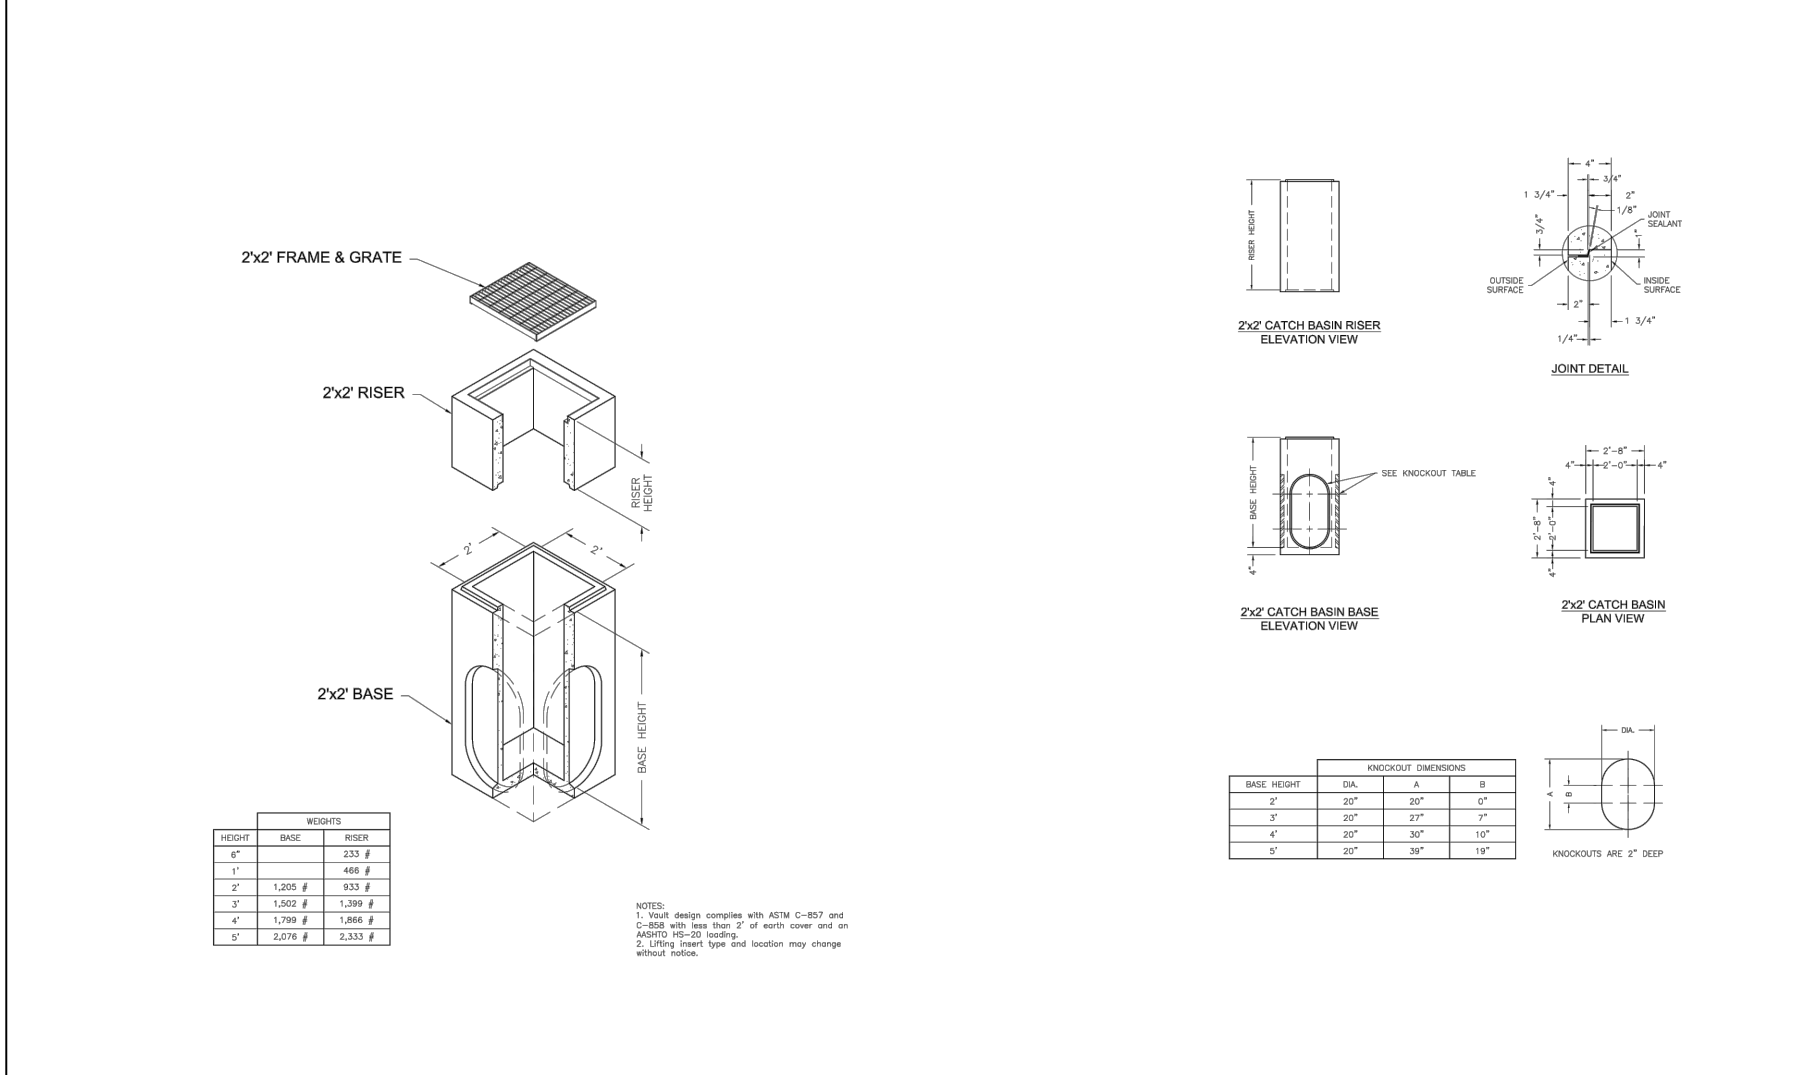 2'x2' FRAME & GRATE
2'x2' RISER
RISER
HEIGHT
2'
2'
2'x2' BASE
BASE HEIGHT
WEIGHTS
HEIGHT BASE RISER
6" 233 #
1' 466 #
2' 1,205 # 933 #
3' 1,502 # 1,399 #
4' 1,799 # 1,866 #
5' 2,076 # 2,333 #
NOTES:
1. Vault design complies with ASTM C-857 and
C-858 with less than 2' of earth cover and an
AASHTO HS-20 loading.
2. Lifting insert type and location may change
without notice.
RISER HEIGHT
2'x2' CATCH BASIN RISER
ELEVATION VIEW
4"
3/4"
1 3/4"
2"
1/8"
JOINT
SEALANT
3/4"
1"
OUTSIDE
SURFACE
INSIDE
SURFACE
2"
1 3/4"
1/4"
JOINT DETAIL
BASE HEIGHT
4"
SEE KNOCKOUT TABLE
2'x2' CATCH BASIN BASE
ELEVATION VIEW
2'-8"
4" 2'-0" 4"
4"
2'-8"
2'-0"
4"
2'x2' CATCH BASIN
PLAN VIEW
KNOCKOUT DIMENSIONS
BASE HEIGHT DIA. A B
2' 20" 20" 0"
3' 20" 27" 7"
4' 20" 30" 10"
5' 20" 39" 19"
DIA.
A
B
KNOCKOUTS ARE 2" DEEP